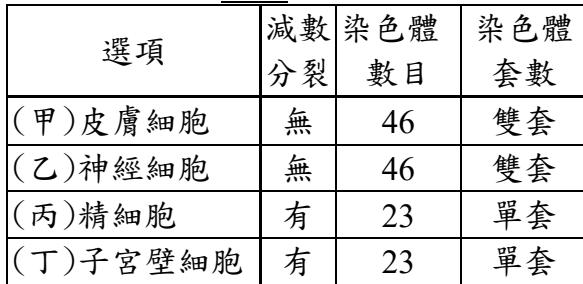 選項 減數分裂 染色體數目 染色體套數
(甲)皮膚細胞 無 46 雙套
(乙)神經細胞 無 46 雙套
(丙)精細胞 有 23 單套
(丁)子宮壁細胞 有 23 單套